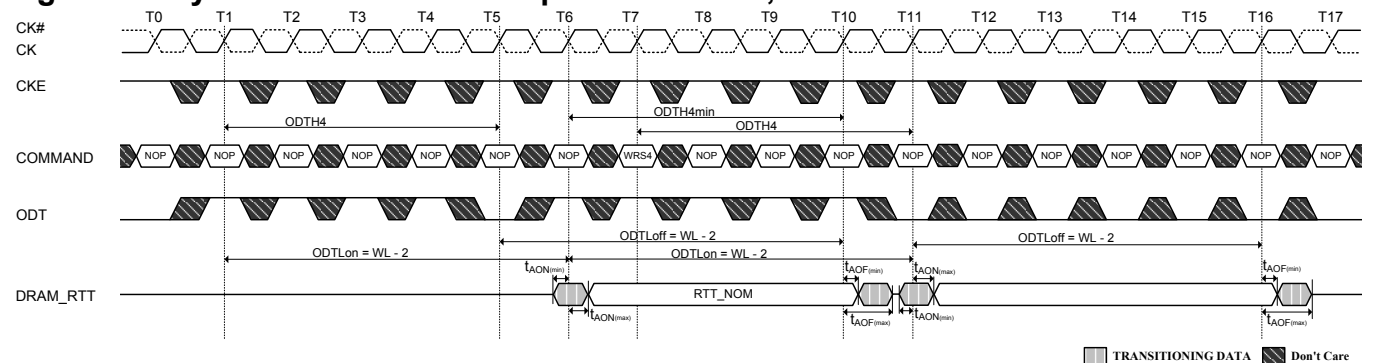 T0 T1 T2 T3 T4 T5 T6 T7 T8 T9 T10 T11 T12 T13 T14 T15 T16 T17
CK#
CK
CKE
ODTH4min
ODTH4
ODTH4
COMMAND NOP NOP NOP NOP NOP NOP NOP WRS4 NOP NOP NOP NOP NOP NOP NOP NOP NOP NOP
ODT
ODTLoff = WL - 2 ODTLoff = WL - 2
ODTLon = WL - 2 ODTLon = WL - 2
tAON(min) tAOF(min) tAON(max) tAOF(min)
DRAM_RTT RTT_NOM
tAON(max) tAOF(max) tAON(min) tAOF(max)
TRANSITIONING DATA Don't Care